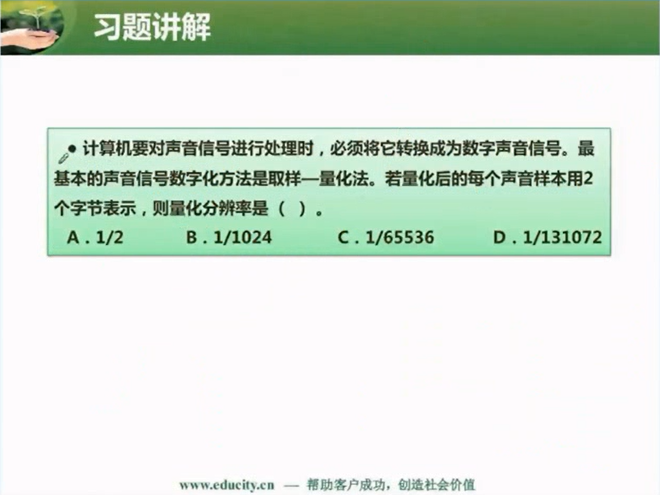 习题讲解
• 计算机要对声音信号进行处理时，必须将它转换成为数字声音信号。最
基本的声音信号数字化方法是取样—量化法。若量化后的每个声音样本用2
个字节表示，则量化分辨率是（ ）。
A．1/2 B．1/1024 C．1/65536 D．1/131072
www.educity.cn — 帮助客户成功，创造社会价值